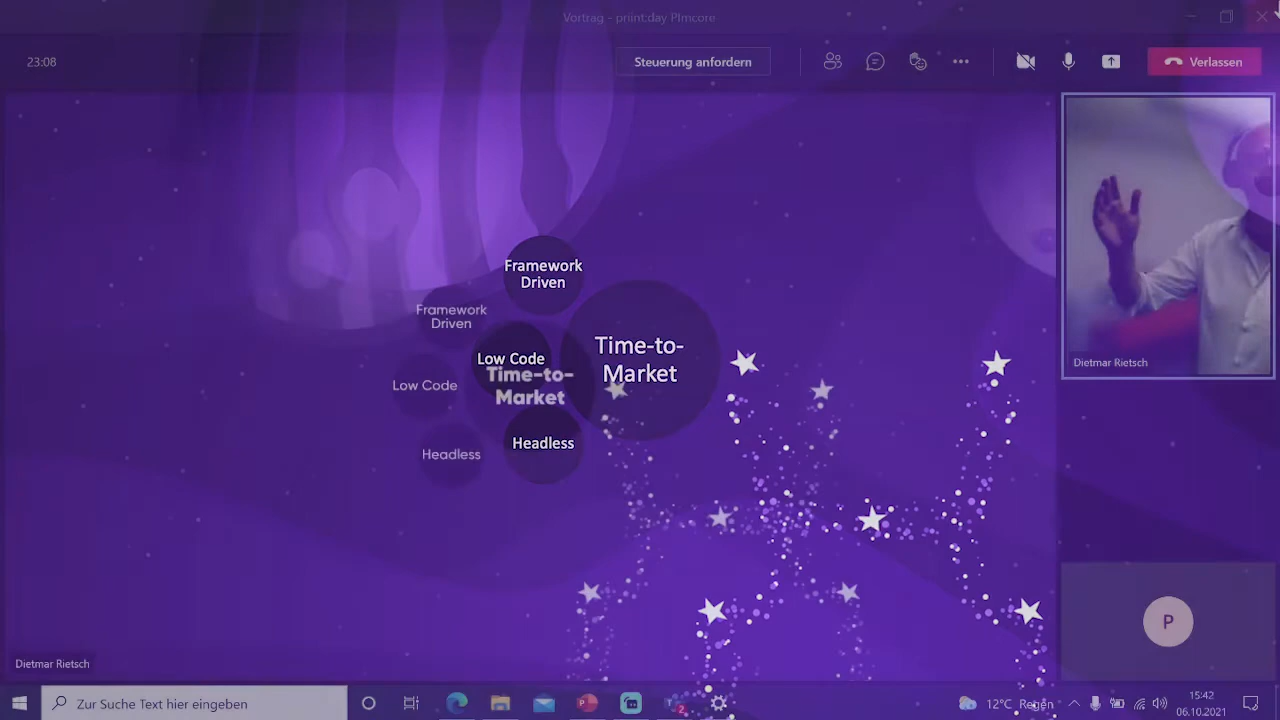 Vortrag - priint:day PImcore
23:08
Steuerung anfordern
Verlassen
Framework
Driven
Framework
Driven
Time-to-
Market
Low Code
Time-to-
Market
Low Code
Headless
Headless
Dietmar Rietsch
P
Dietmar Rietsch
Zur Suche Text hier eingeben
12°C Regen
15:42
06.10.2021